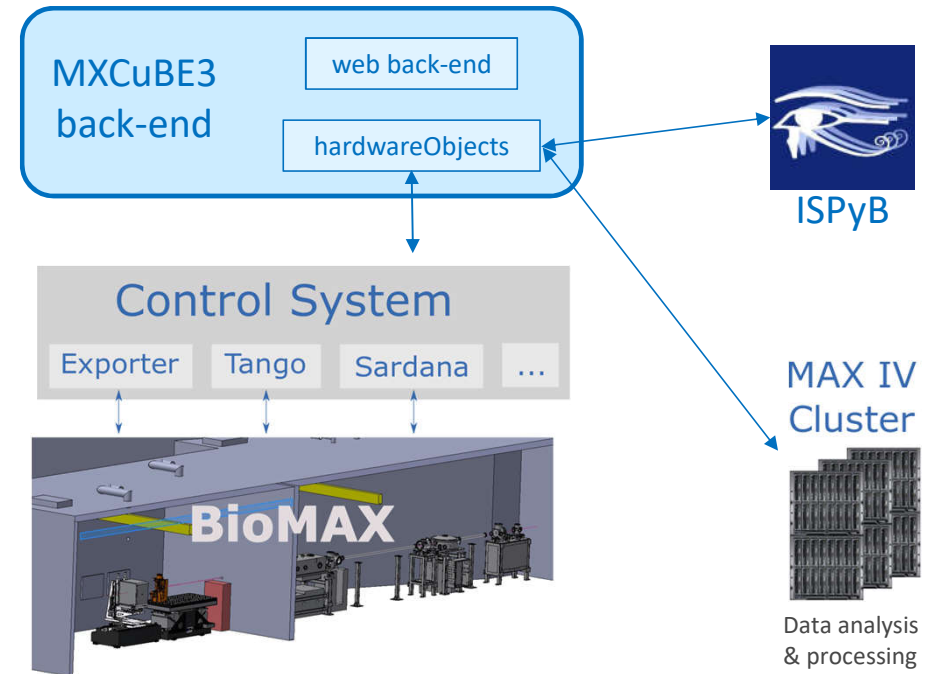 MXCuBE3
back-end
web back-end
hardwareObjects
ISPyB
Control System
Exporter
Tango
Sardana
...
BioMAX
MAX IV
Cluster
Data analysis
& processing